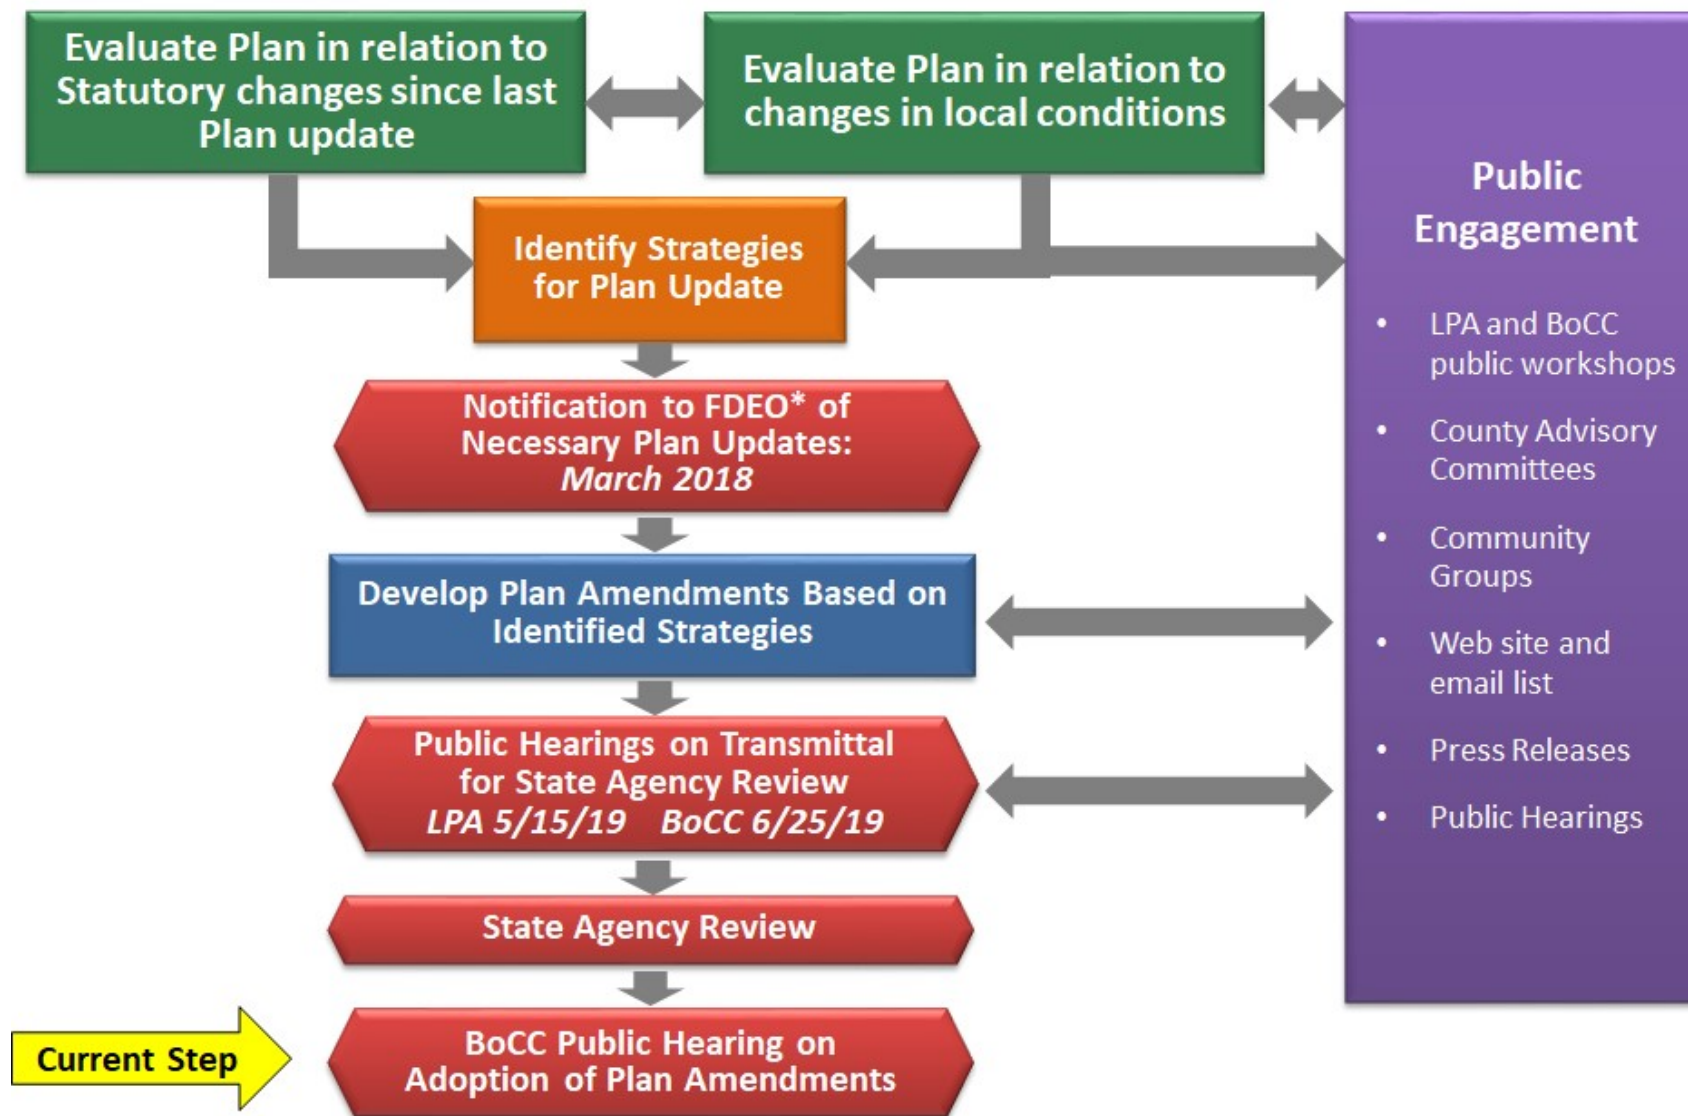 Evaluate Plan in relation to
Statutory changes since last
Plan update
Evaluate Plan in relation to
changes in local conditions
Identify Strategies
for Plan Update
Notification to FDEO* of
Necessary Plan Updates:
March 2018
Develop Plan Amendments Based on
Identified Strategies
Public Hearings on Transmittal
for State Agency Review
LPA 5/15/19 BoCC 6/25/19
State Agency Review
Current Step
BoCC Public Hearing on
Adoption of Plan Amendments
Public
Engagement
• LPA and BoCC
public workshops
• County Advisory
Committees
• Community
Groups
• Web site and
email list
• Press Releases
• Public Hearings